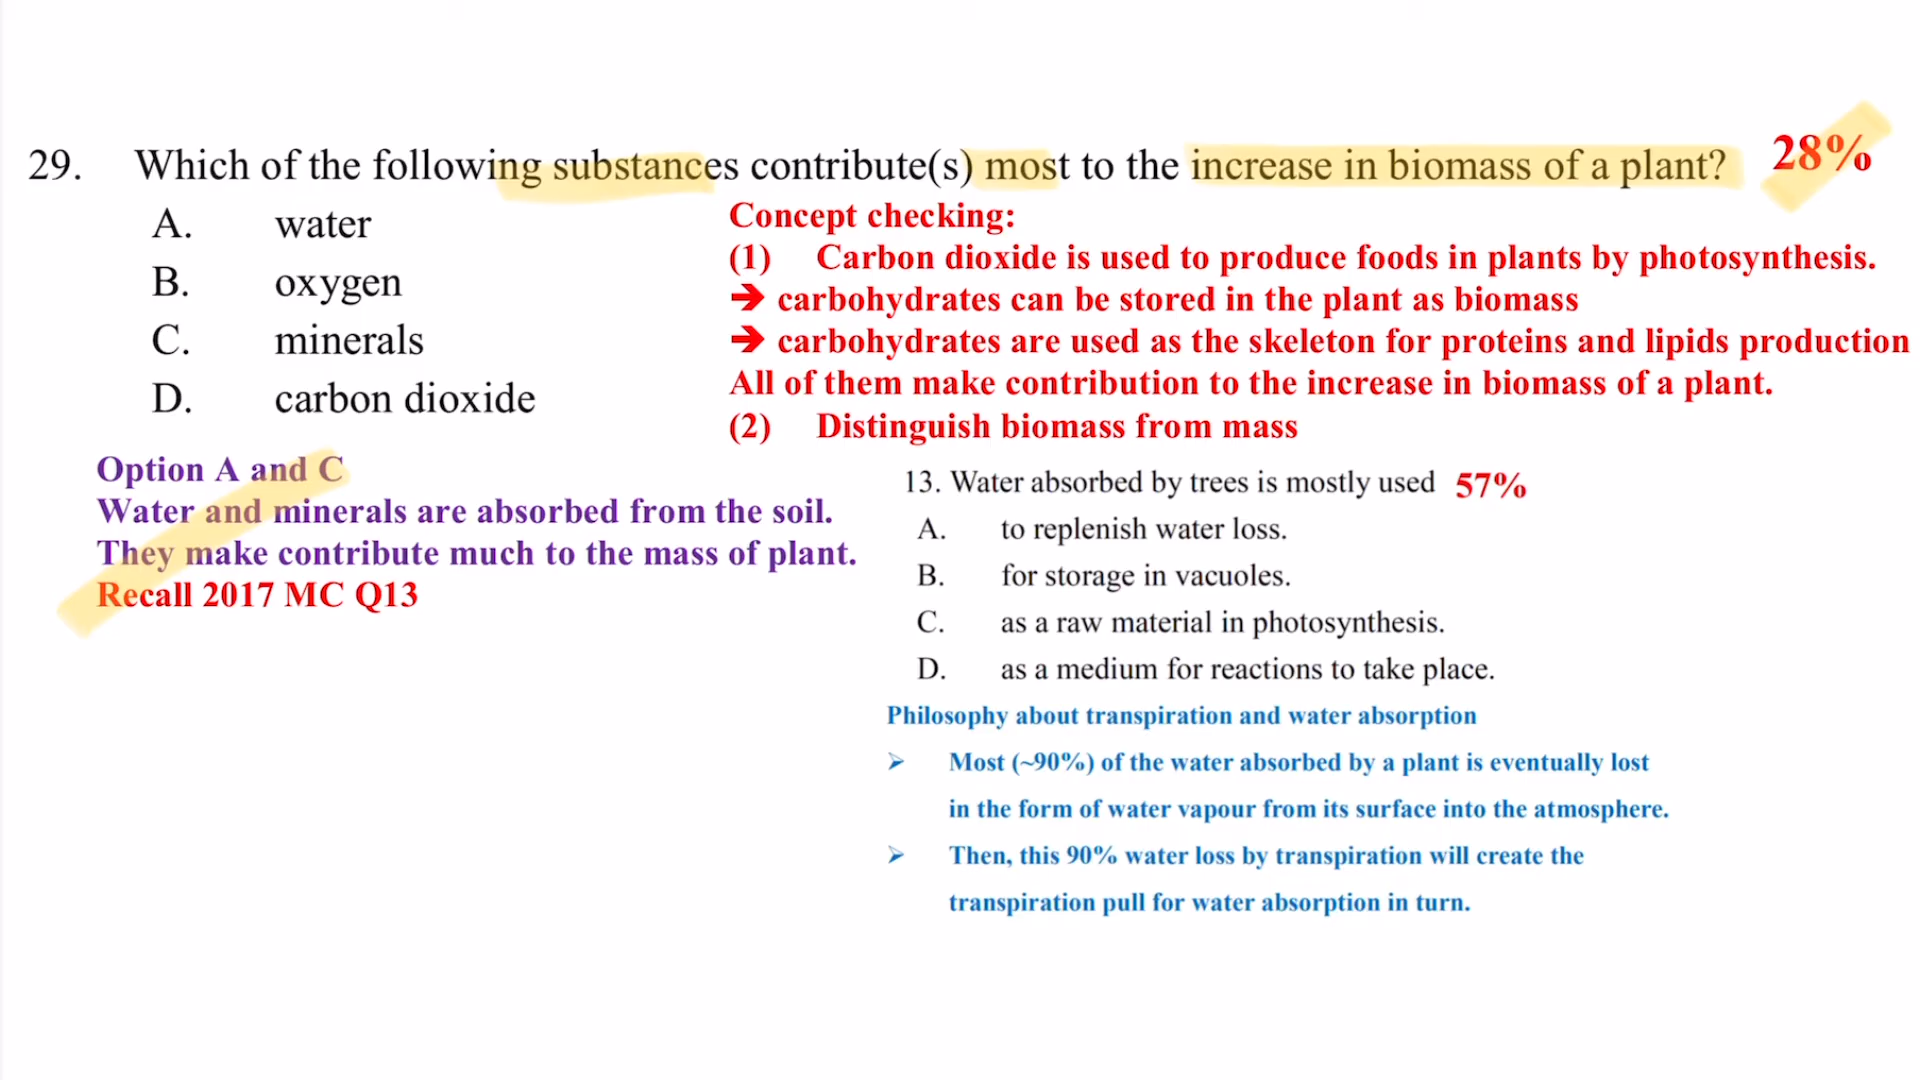 29. Which of the following substances contribute(s) most to the increase in biomass of a plant? 28%
A. water
B. oxygen
C. minerals
D. carbon dioxide
Concept checking:
(1) Carbon dioxide is used to produce foods in plants by photosynthesis.
➔ carbohydrates can be stored in the plant as biomass
➔ carbohydrates are used as the skeleton for proteins and lipids production
All of them make contribution to the increase in biomass of a plant.
(2) Distinguish biomass from mass
Option A and C
Water and minerals are absorbed from the soil.
They make contribute much to the mass of plant.
Recall 2017 MC Q13
13. Water absorbed by trees is mostly used 57%
A. to replenish water loss.
B. for storage in vacuoles.
C. as a raw material in photosynthesis.
D. as a medium for reactions to take place.
Philosophy about transpiration and water absorption
➢ Most (~90%) of the water absorbed by a plant is eventually lost
in the form of water vapour from its surface into the atmosphere.
➢ Then, this 90% water loss by transpiration will create the
transpiration pull for water absorption in turn.